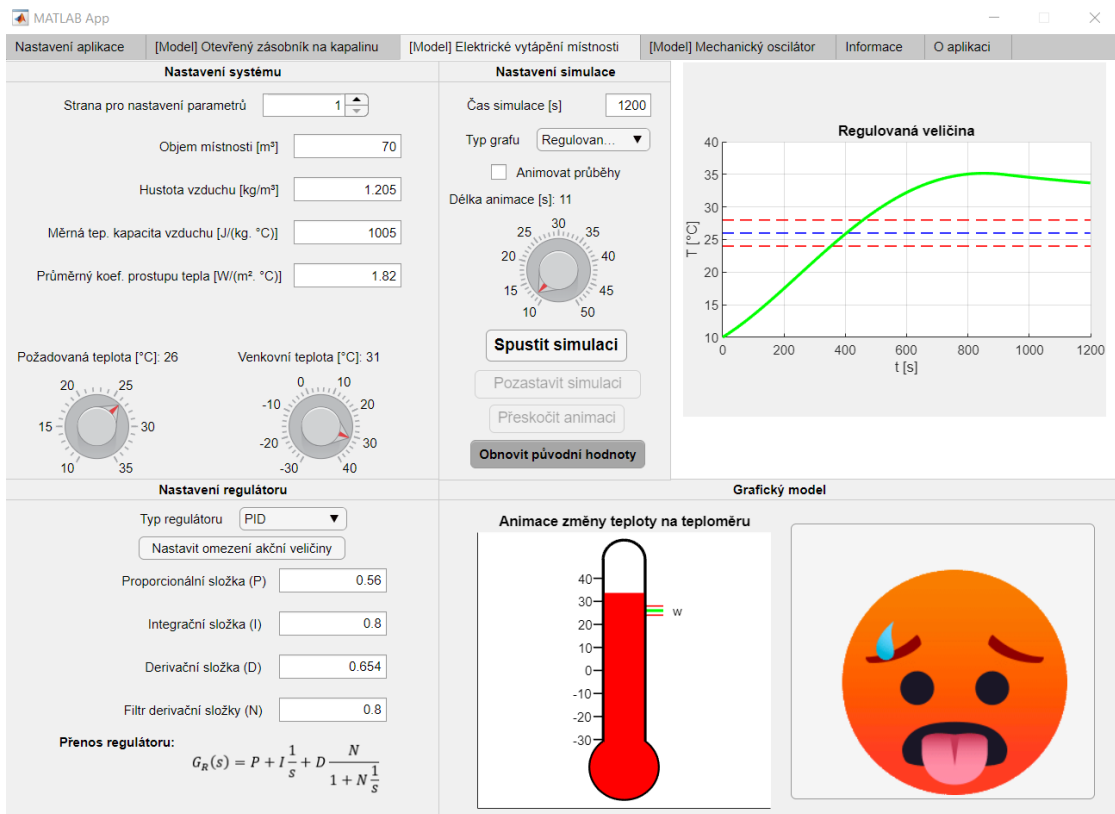 MATLAB App
Nastavení aplikace
[Model] Otevřený zásobník na kapalinu
[Model] Elektrické vytápění místnosti
[Model] Mechanický oscilátor
Informace
O aplikaci
Nastavení systému
Strana pro nastavení parametrů 1
Objem místnosti [m³] 70
Hustota vzduchu [kg/m³] 1.205
Měrná tep. kapacita vzduchu [J/(kg. °C)] 1005
Průměrný koef. prostupu tepla [W/(m². °C)] 1.82
Požadovaná teplota [°C]: 26
10 15 20 25 30 35
Venkovní teplota [°C]: 31
-30 -20 -10 0 10 20 30 40
Nastavení simulace
Čas simulace [s] 1200
Typ grafu Regulovan...
Animovat průběhy
Délka animace [s]: 11
10 15 20 25 30 35 40 45 50
Spustit simulaci
Pozastavit simulaci
Přeskočit animaci
Obnovit původní hodnoty
Regulovaná veličina
T [°C]
40
35
30
25
20
15
10
0 200 400 600 800 1000 1200
t [s]
Nastavení regulátoru
Typ regulátoru PID
Nastavit omezení akční veličiny
Proporcionální složka (P) 0.56
Integrační složka (I) 0.8
Derivační složka (D) 0.654
Filtr derivační složky (N) 0.8
Přenos regulátoru:
G_R(s) = P + I 1/s + D N/(1 + N 1/s)
Grafický model
Animace změny teploty na teploměru
40
30
20
10
0
-10
-20
-30
w